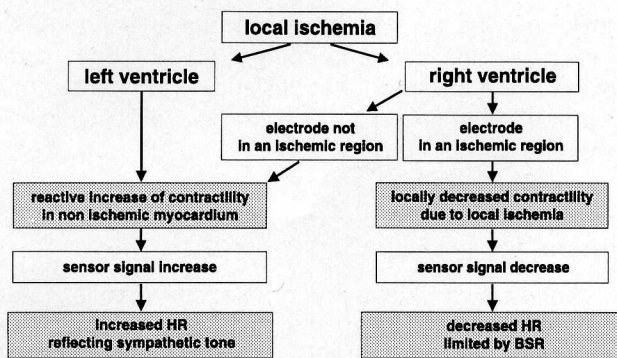 local ischemia
left ventricle
right ventricle
electrode not
in an ischemic region
electrode
in an ischemic region
reactive increase of contractility
in non ischemic myocardium
locally decreased contractility
due to local ischemia
sensor signal increase
sensor signal decrease
increased HR
reflecting sympathetic tone
decreased HR
limited by BSR